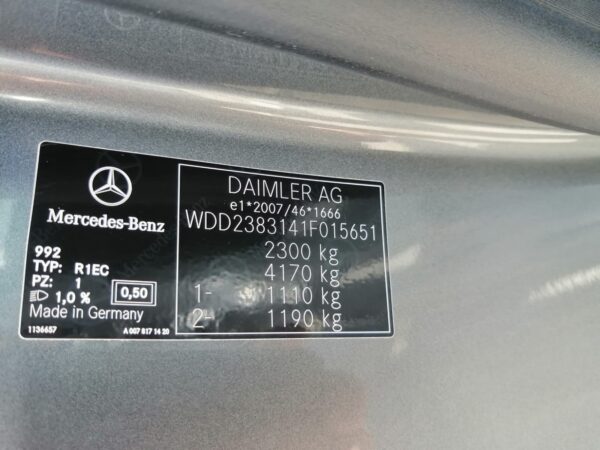 Mercedes-Benz
992
TYP: R1EC
PZ: 1
1,0 % 0,50
Made in Germany
1136657 A 007 817 14 20
DAIMLER AG
e1*2007/46*1666
WDD2383141F015651
2300 kg
4170 kg
1- 1110 kg
2- 1190 kg